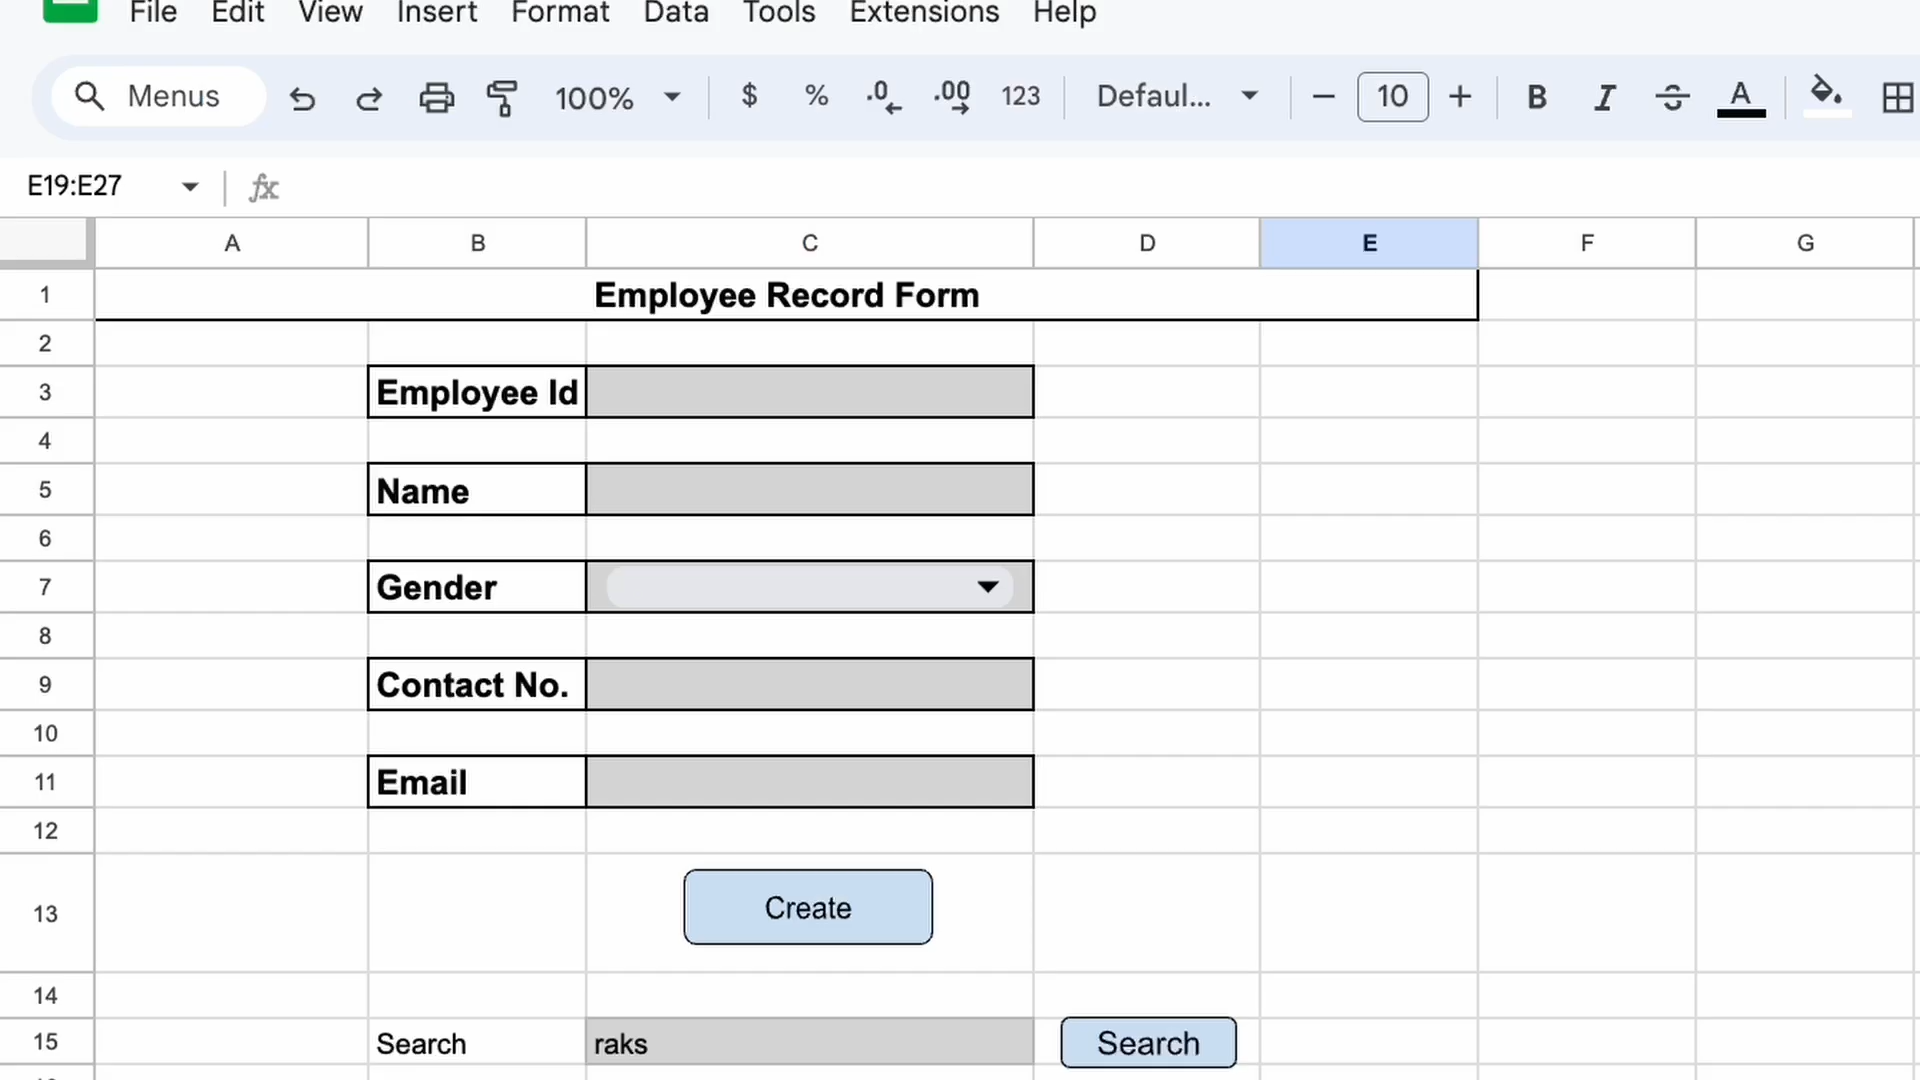 File Edit View Insert Format Data Tools Extensions Help
Menus 100% $ % .0 .00 123 Defaul... 10 B I S A
E19:E27 fx
A B C D E F G
1 Employee Record Form
2
3 Employee Id
4
5 Name
6
7 Gender
8
9 Contact No.
10
11 Email
12
13 Create
14
15 Search raks Search